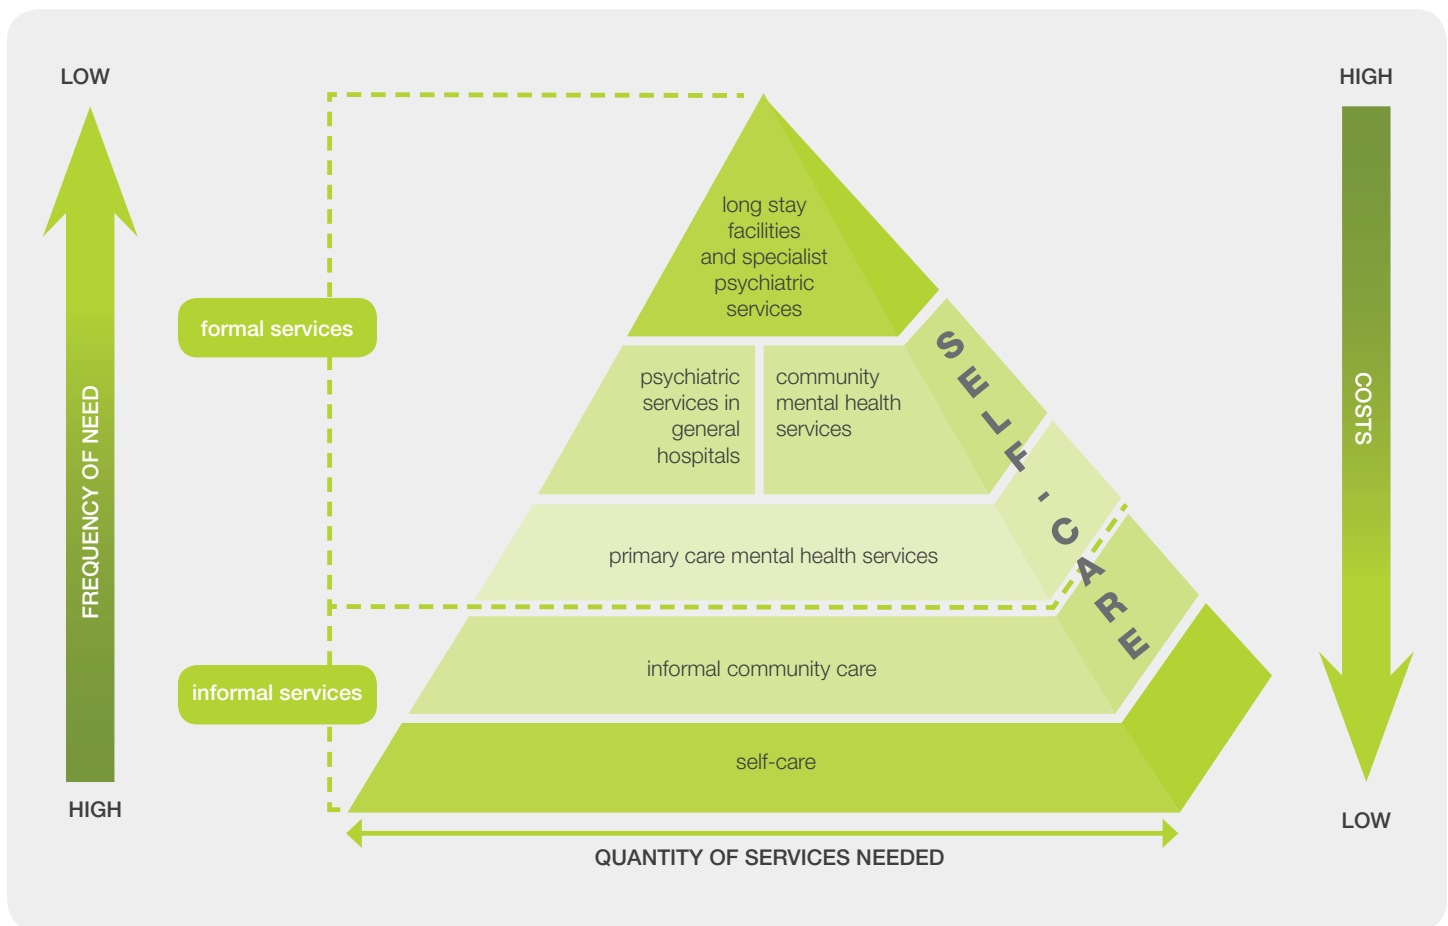 LOW
HIGH
long stay
facilities
and specialist
psychiatric
services
formal services
psychiatric
services in
general
hospitals
community
mental health
services
SELF-CARE
FREQUENCY OF NEED
COSTS
primary care mental health services
informal community care
informal services
self-care
HIGH
LOW
QUANTITY OF SERVICES NEEDED